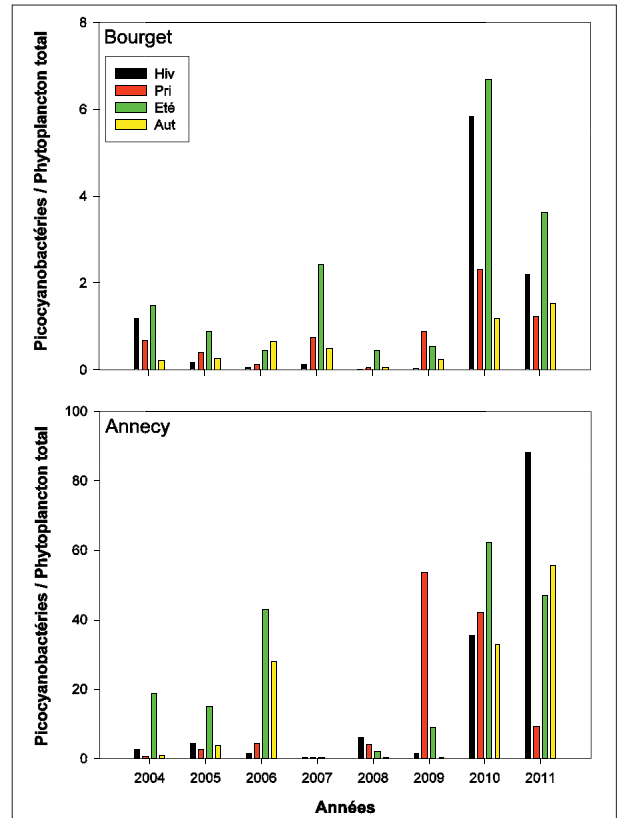 Bourget
Hiv
Pri
Eté
Aut
Picocyanobactéries / Phytoplancton total
8
6
4
2
0
Annecy
Picocyanobactéries / Phytoplancton total
100
80
60
40
20
0
2004 2005 2006 2007 2008 2009 2010 2011
Années